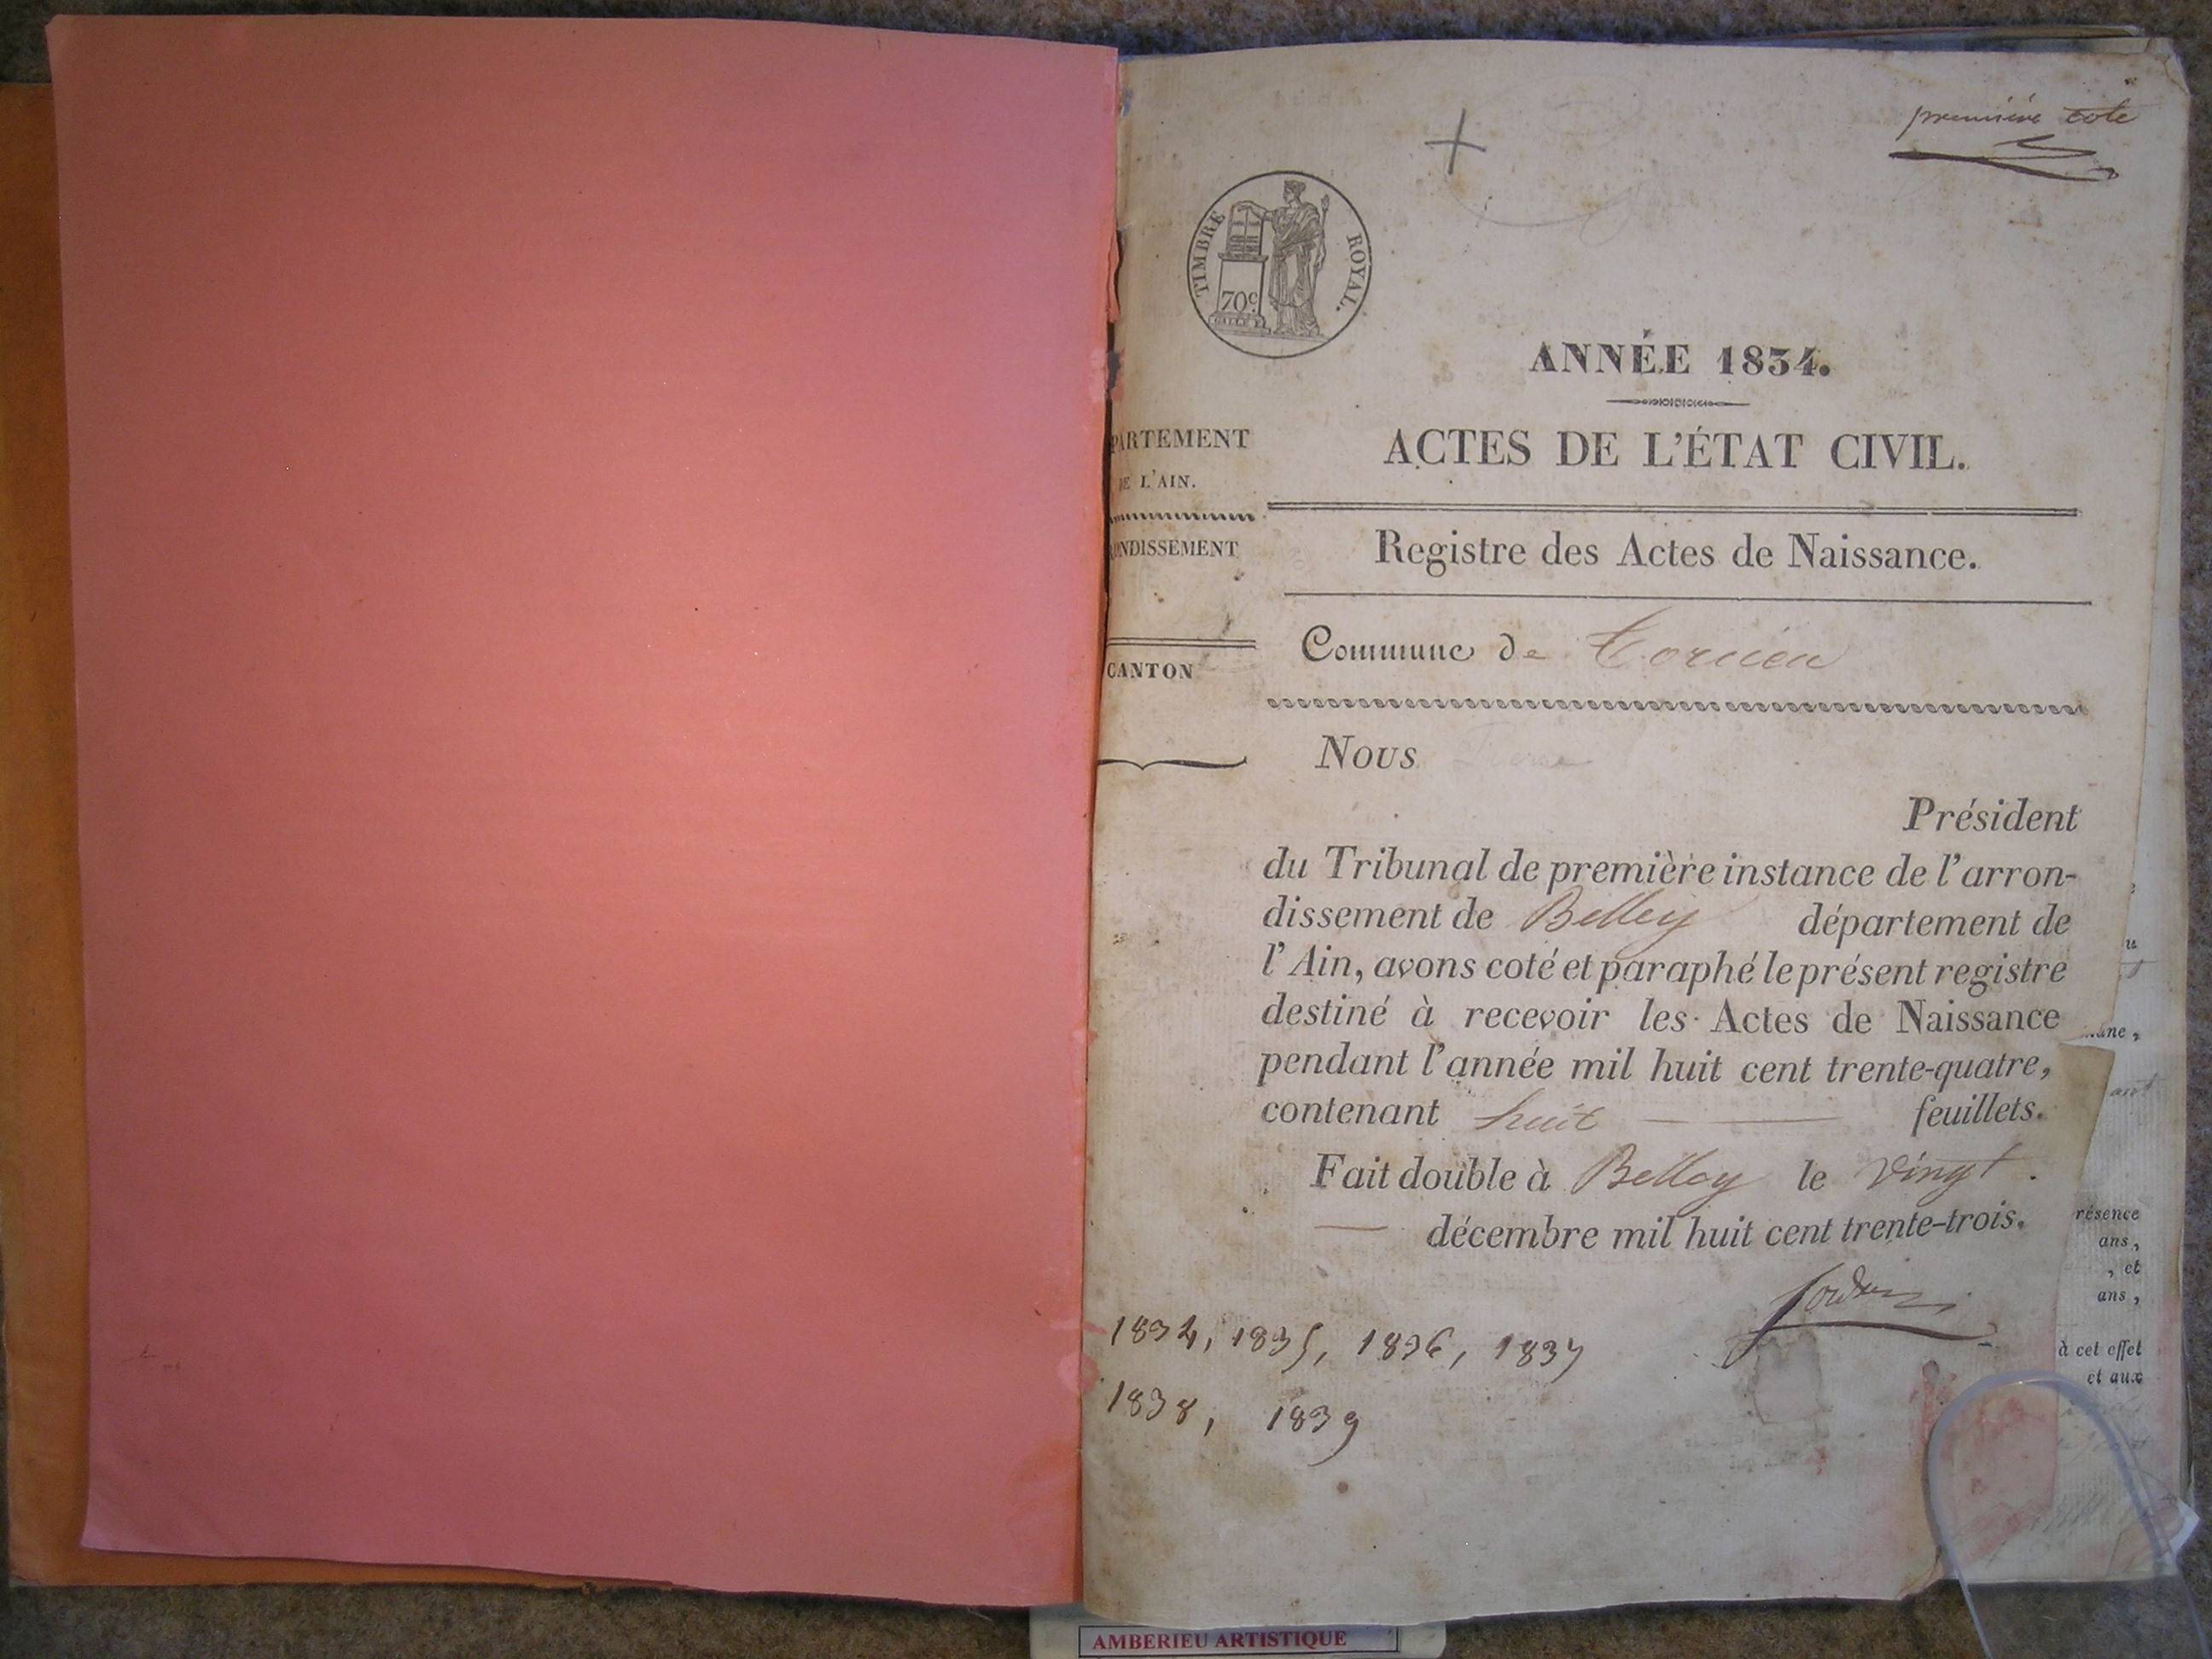 première cote
TIMBRE ROYAL.
70c
ANNÉE 1834.
PARTEMENT
DE L'AIN.
ACTES DE L'ÉTAT CIVIL.
ONDISSEMENT
Registre des Actes de Naissance.
Commune de Torcieu
CANTON
Nous
Président
du Tribunal de première instance de l'arron-
dissement de Belley département de
l'Ain, avons coté et paraphé le présent registre
destiné à recevoir les Actes de Naissance
pendant l'année mil huit cent trente-quatre,
contenant huit feuillets.
Fait double à Belley le vingt
décembre mil huit cent trente-trois.
1834, 1835, 1836, 1837
1838, 1839
résence
ans,
, et
ans,
à cet effet
et aux
AMBERIEU ARTISTIQUE